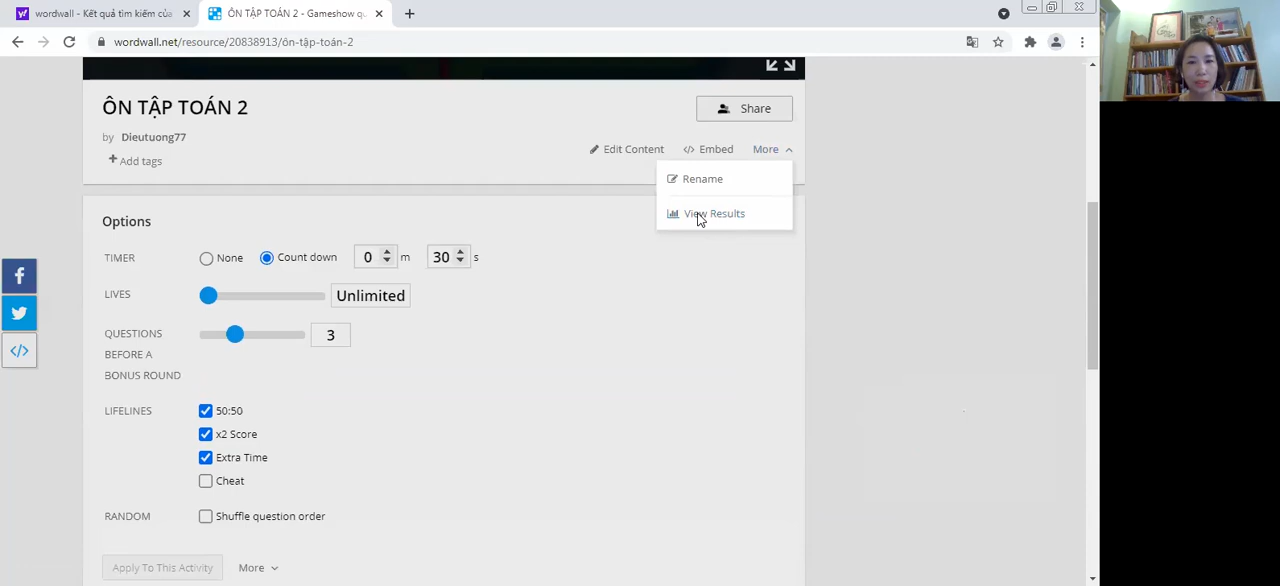 wordwall - Kết quả tìm kiếm của
ÔN TẬP TOÁN 2 - Gameshow qu
wordwall.net/resource/20838913/ôn-tập-toán-2
ÔN TẬP TOÁN 2
Share
by Dieutuong77
Edit Content
Embed
More
Add tags
Rename
View Results
Options
TIMER
None
Count down
0 m
30 s
LIVES
Unlimited
QUESTIONS
BEFORE A
BONUS ROUND
3
LIFELINES
50:50
x2 Score
Extra Time
Cheat
RANDOM
Shuffle question order
Apply To This Activity
More